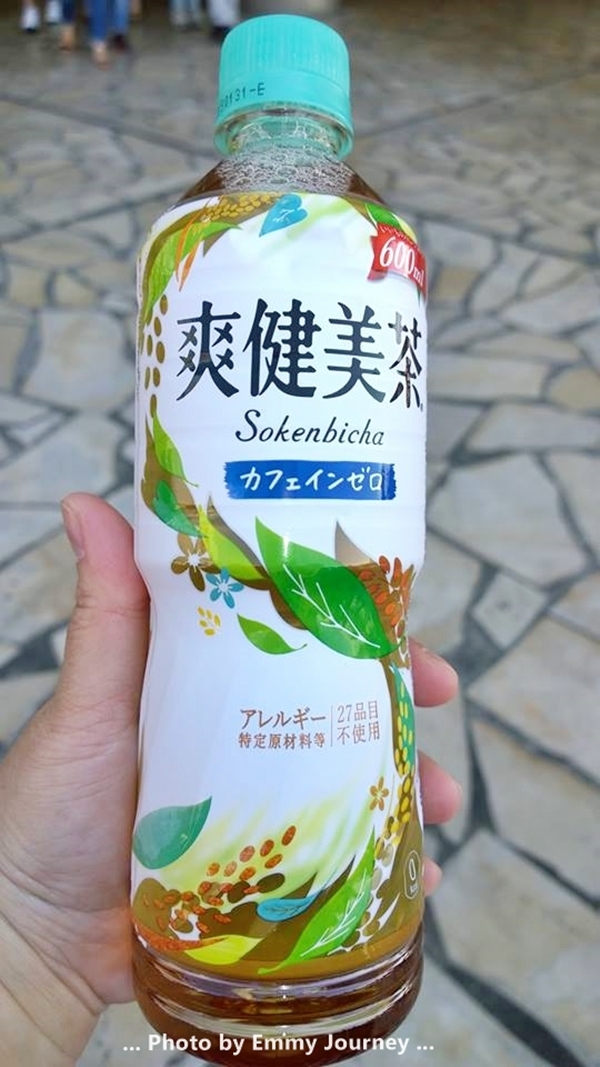 600ml
爽健美茶
Sokenbicha
カフェインゼロ
アレルギー 27品目
特定原材料等 不使用
0
... Photo by Emmy Journey ...